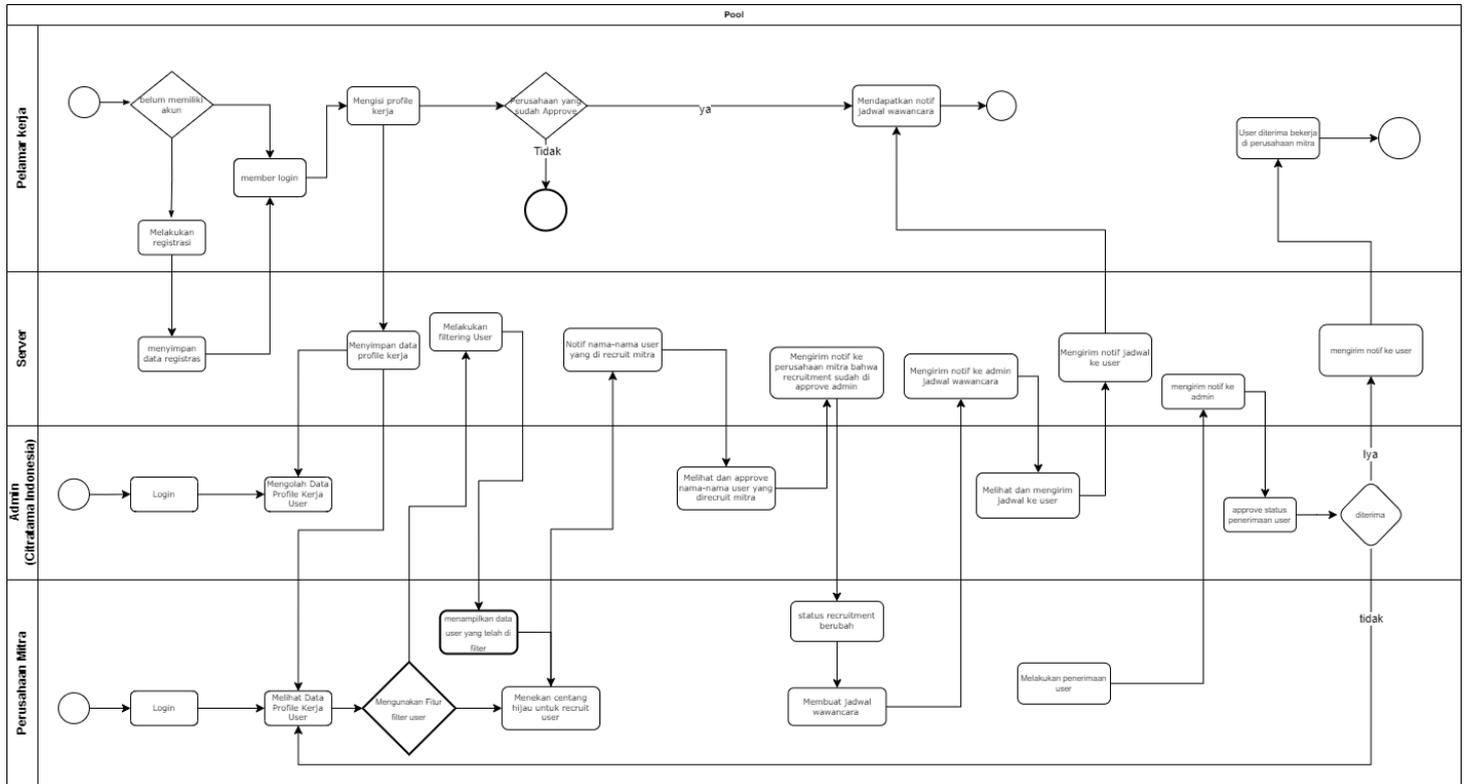 Pool
Pelamar kerja
belum memiliki
akun
Melakukan
registrasi
member login
Mengisi profile
kerja
Perusahaan yang
sudah Approve
ya
Tidak
Mendapatkan notif
jadwal wawancara
User diterima bekerja
di perusahaan mitra
Server
menyimpan
data registras
Menyimpan data
profile kerja
Melakukan
filtering User
Notif nama-nama user
yang di recruit mitra
Mengirim notif ke
perusahaan mitra bahwa
recruitment sudah di
approve admin
Mengirim notif ke admin
jadwal wawancara
Mengirim notif jadwal
ke user
mengirim notif ke
admin
mengirim notif ke user
Admin
(Citratama Indonesia)
Login
Mengolah Data
Profile Kerja
User
Melihat dan approve
nama-nama user yang
direcruit mitra
Melihat dan mengirim
jadwal ke user
approve status
penerimaan user
Iya
diterima
tidak
Perusahaan Mitra
Login
Melihat Data
Profile Kerja
User
Mengunakan Fitur
filter user
menampilkan data
user yang telah di
filter
Menekan centang
hijau untuk recruit
user
status recruitment
berubah
Membuat jadwal
wawancara
Melakukan penerimaan
user